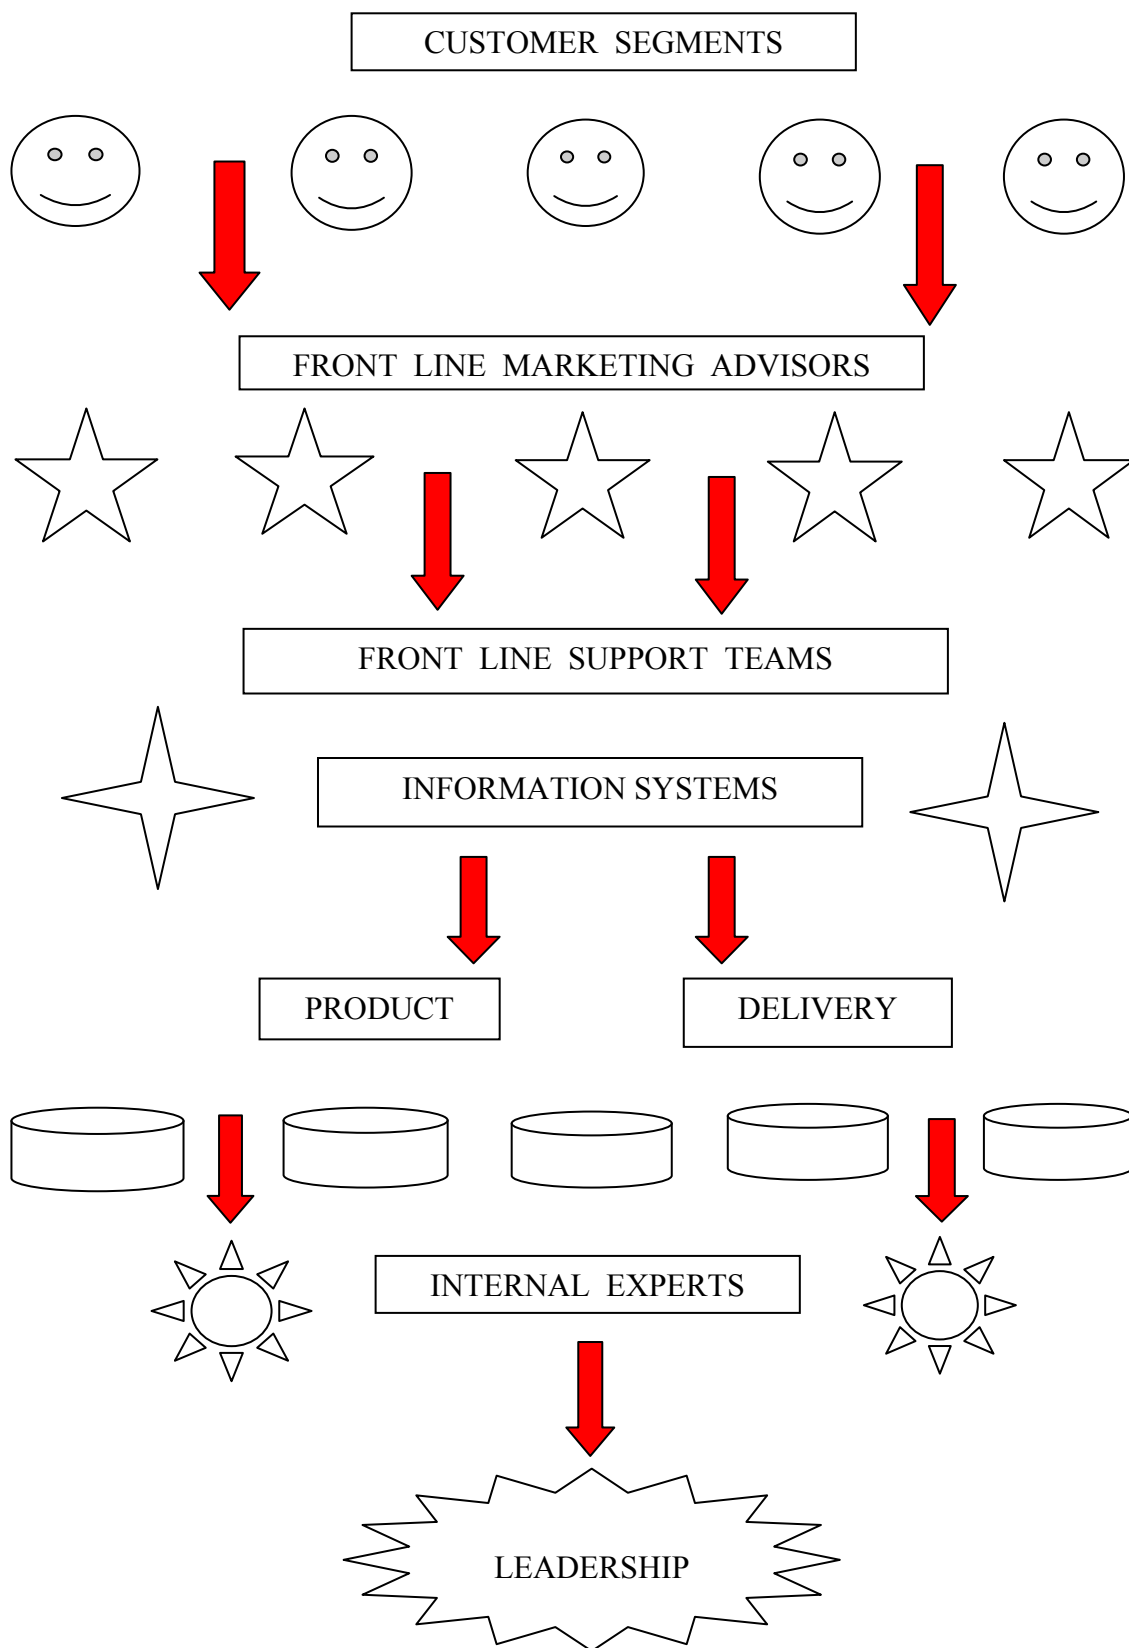 CUSTOMER SEGMENTS
FRONT LINE MARKETING ADVISORS
FRONT LINE SUPPORT TEAMS
INFORMATION SYSTEMS
PRODUCT
DELIVERY
INTERNAL EXPERTS
LEADERSHIP